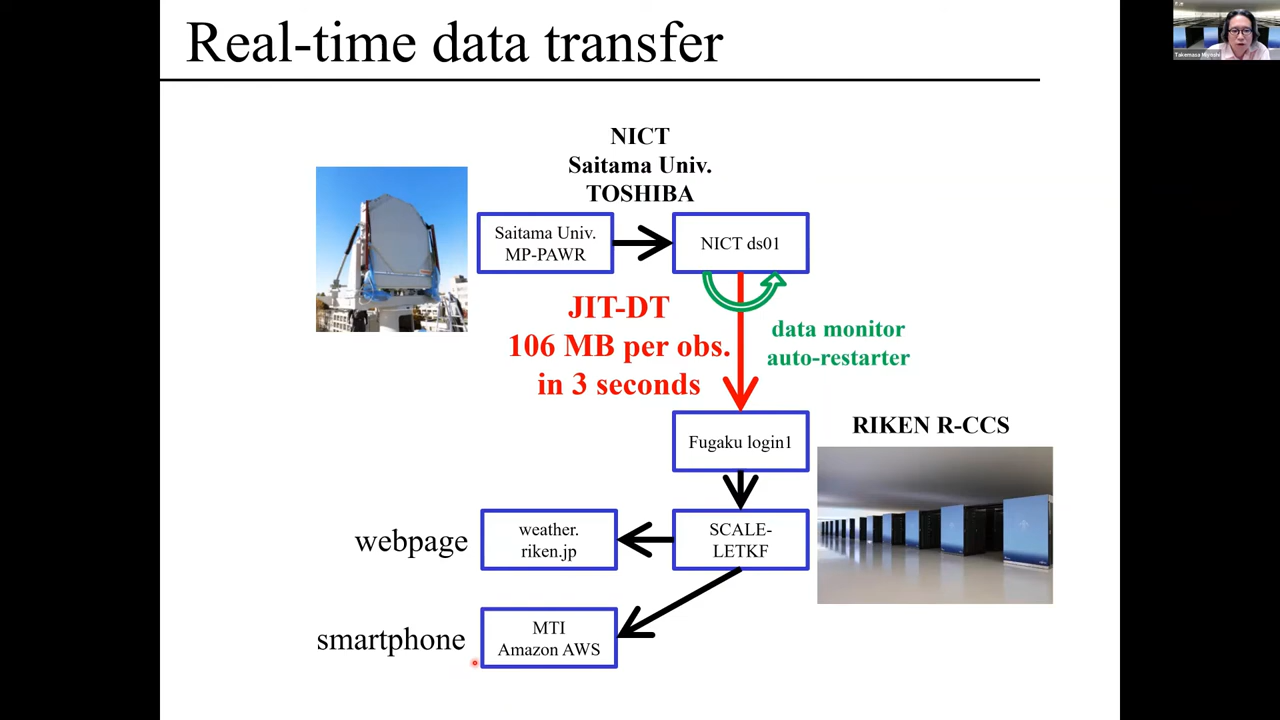 Real-time data transfer
Takemasa Miyoshi
NICT
Saitama Univ.
TOSHIBA
Saitama Univ.
MP-PAWR
NICT ds01
JIT-DT
106 MB per obs.
in 3 seconds
data monitor
auto-restarter
Fugaku login1
RIKEN R-CCS
webpage
weather.
riken.jp
SCALE-
LETKF
smartphone
MTI
Amazon AWS